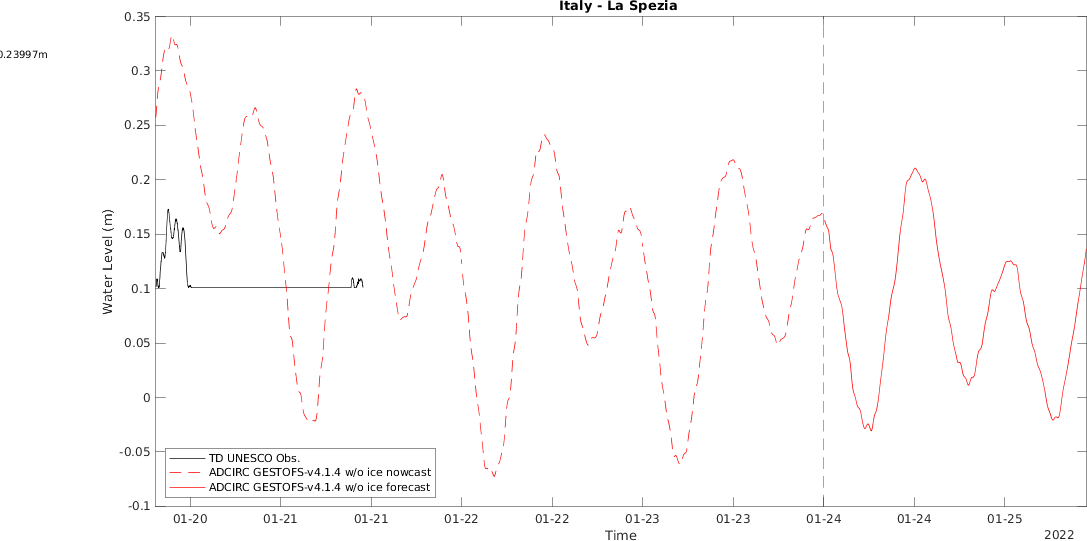 Italy - La Spezia
0.23997m
0.35
0.3
0.25
0.2
0.15
0.1
0.05
0
-0.05
-0.1
Water Level (m)
TD UNESCO Obs.
ADCIRC GESTOFS-v4.1.4 w/o ice nowcast
ADCIRC GESTOFS-v4.1.4 w/o ice forecast
01-20 01-21 01-21 01-22 01-22 01-23 01-23 01-24 01-24 01-25
Time
2022